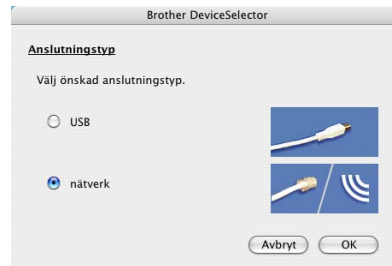 Brother DeviceSelector
Anslutningstyp
Välj önskad anslutningstyp.
USB
nätverk
Avbryt OK